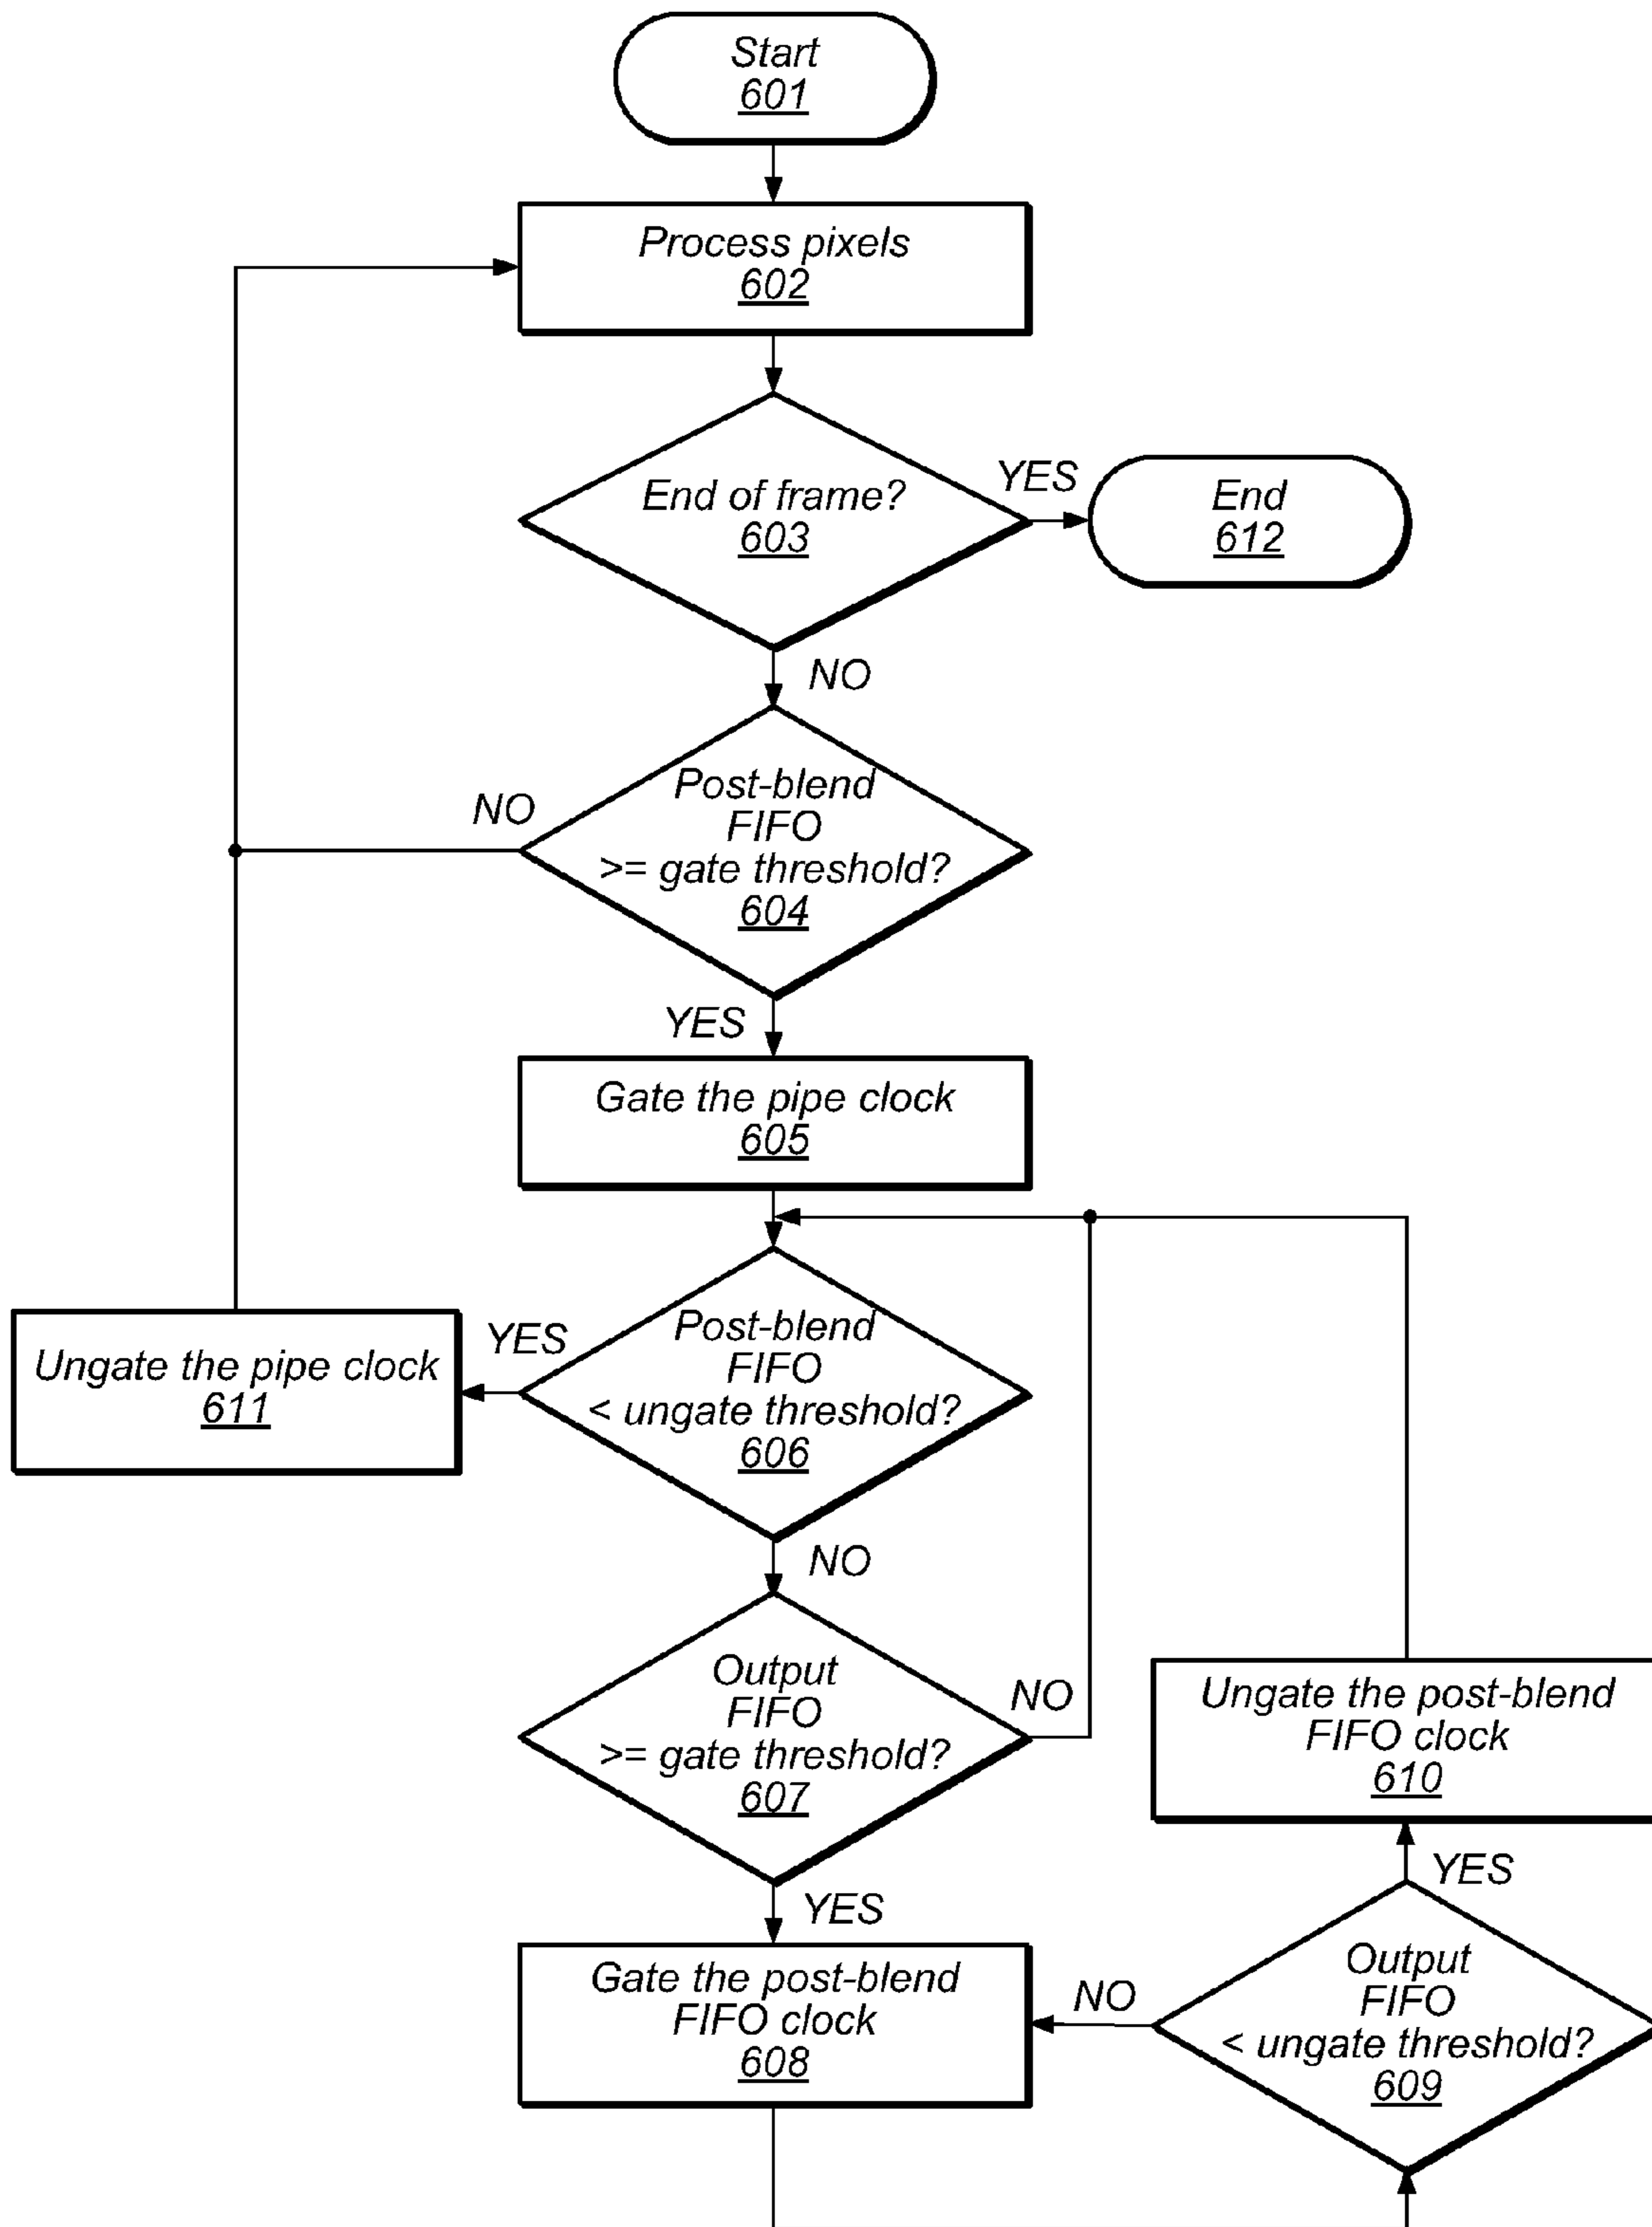 Start
601
Process pixels
602
End of frame?
603
YES
End
612
NO
Post-blend
FIFO
>= gate threshold?
604
NO
YES
Gate the pipe clock
605
Post-blend
FIFO
< ungate threshold?
606
YES
Ungate the pipe clock
611
NO
Output
FIFO
>= gate threshold?
607
NO
Ungate the post-blend
FIFO clock
610
YES
YES
Gate the post-blend
FIFO clock
608
NO
Output
FIFO
< ungate threshold?
609